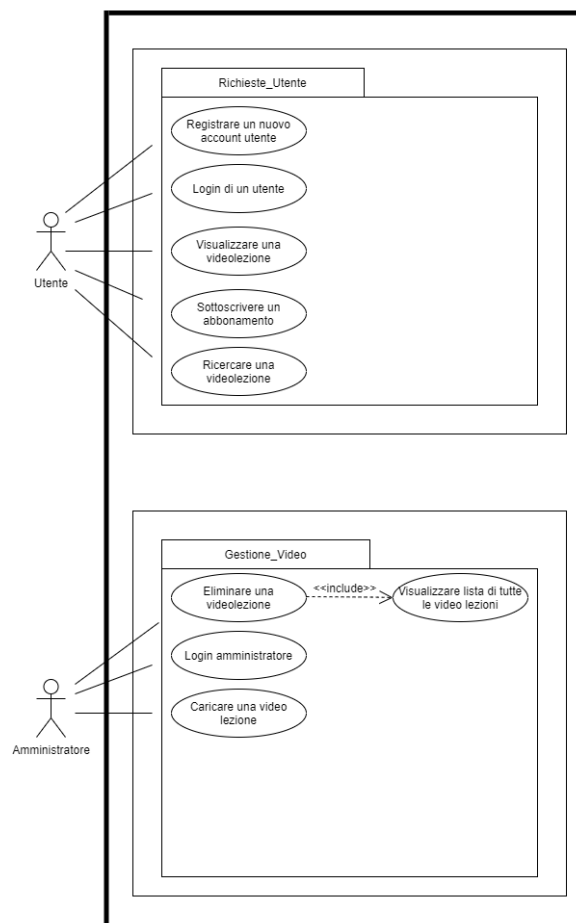 Richieste_Utente
Registrare un nuovo
account utente
Login di un utente
Visualizzare una
videolezione
Utente
Sottoscrivere un
abbonamento
Ricercare una
videolezione
Gestione_Video
Eliminare una
videolezione
<<include>>
Visualizzare lista di tutte
le video lezioni
Login amministratore
Caricare una video
lezione
Amministratore